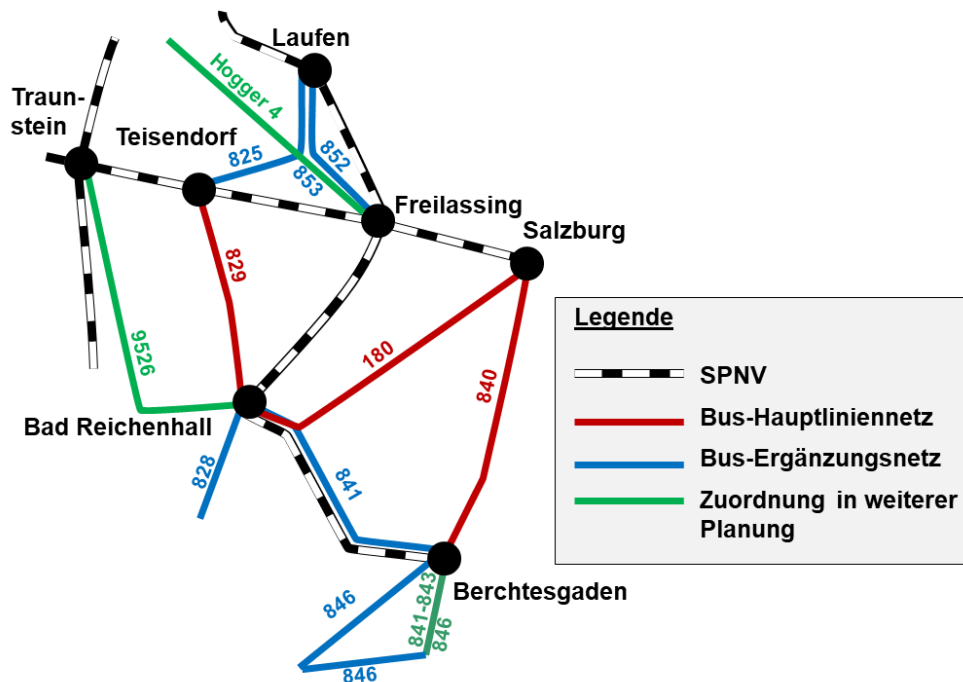 Laufen
Hogger 4
Traun-
stein
Teisendorf
825
852
853
Freilassing
Salzburg
829
9526
180
840
Bad Reichenhall
828
841
Berchtesgaden
846
841-843
846
846
Legende
SPNV
Bus-Hauptliniennetz
Bus-Ergänzungsnetz
Zuordnung in weiterer
Planung